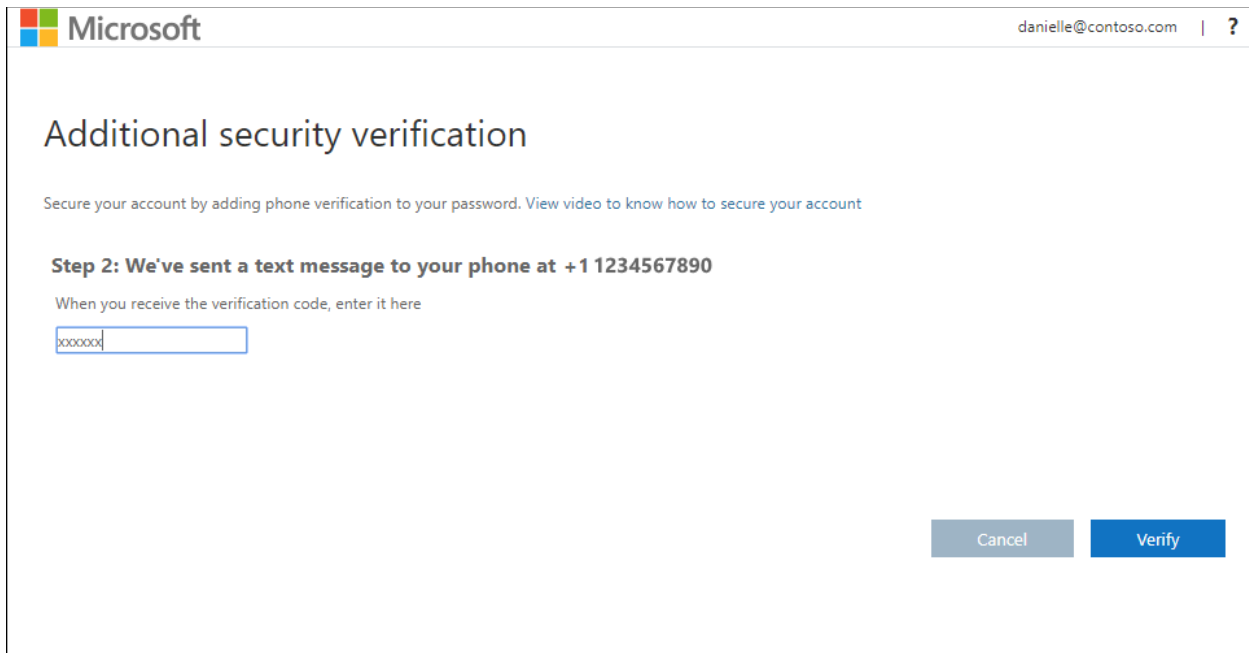 Microsoft
danielle@contoso.com | ?
Additional security verification
Secure your account by adding phone verification to your password. View video to know how to secure your account
Step 2: We've sent a text message to your phone at +1 1234567890
When you receive the verification code, enter it here
xxxxxx
Cancel
Verify